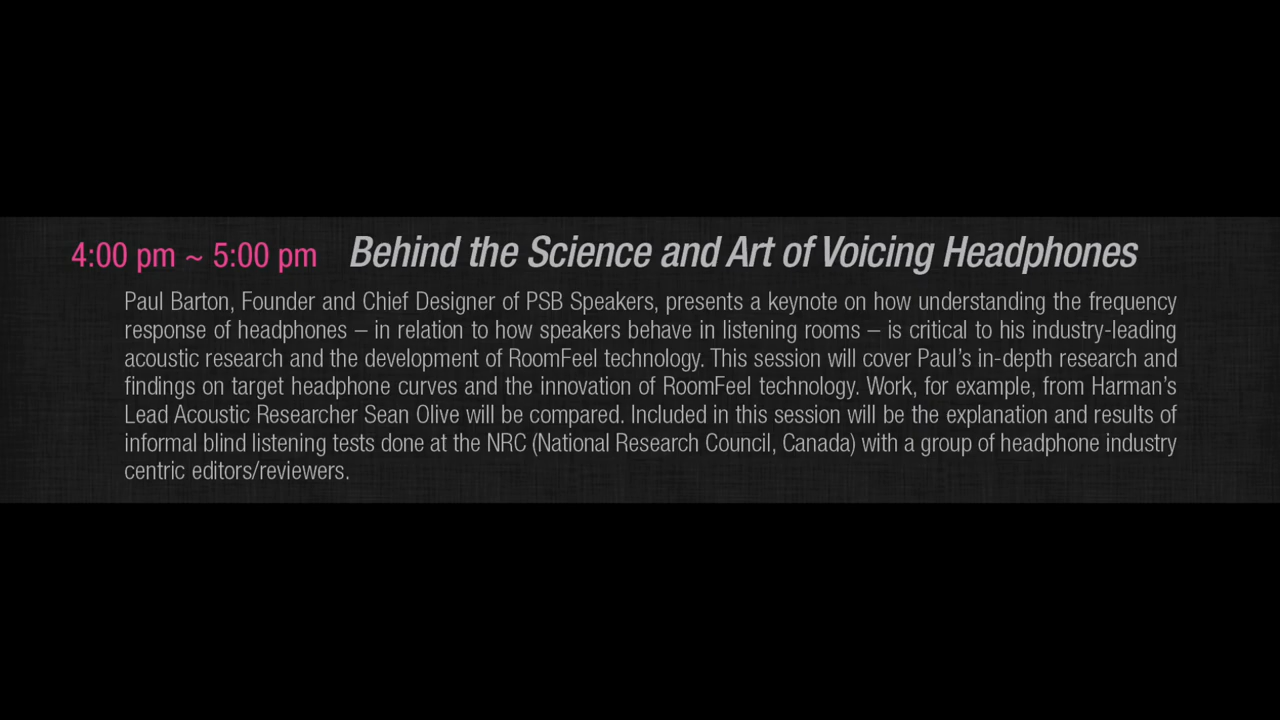 4:00 pm ~ 5:00 pm Behind the Science and Art of Voicing Headphones
Paul Barton, Founder and Chief Designer of PSB Speakers, presents a keynote on how understanding the frequency
response of headphones – in relation to how speakers behave in listening rooms – is critical to his industry-leading
acoustic research and the development of RoomFeel technology. This session will cover Paul's in-depth research and
findings on target headphone curves and the innovation of RoomFeel technology. Work, for example, from Harman's
Lead Acoustic Researcher Sean Olive will be compared. Included in this session will be the explanation and results of
informal blind listening tests done at the NRC (National Research Council, Canada) with a group of headphone industry
centric editors/reviewers.